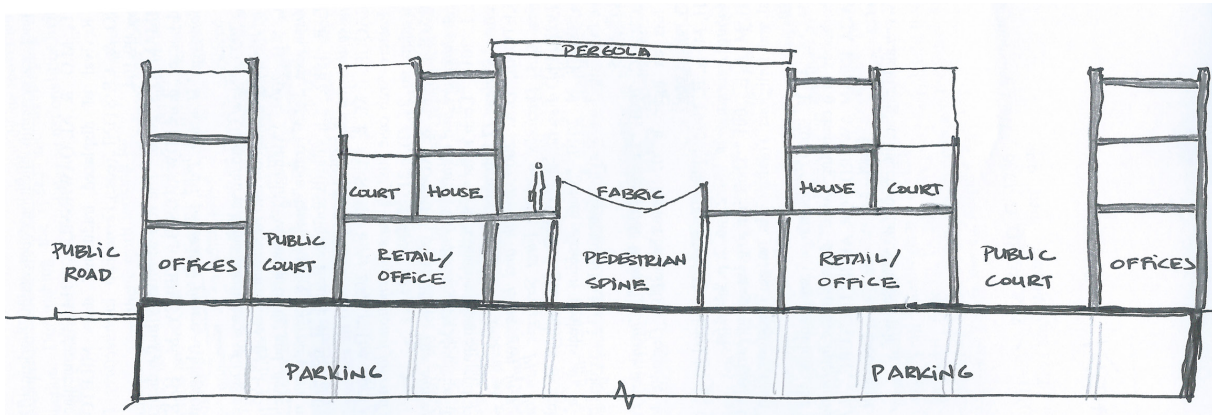 PERGOLA
COURT
HOUSE
FABRIC
HOUSE
COURT
PUBLIC
ROAD
OFFICES
PUBLIC
COURT
RETAIL/
OFFICE
PEDESTRIAN
SPINE
RETAIL/
OFFICE
PUBLIC
COURT
OFFICES
PARKING
PARKING